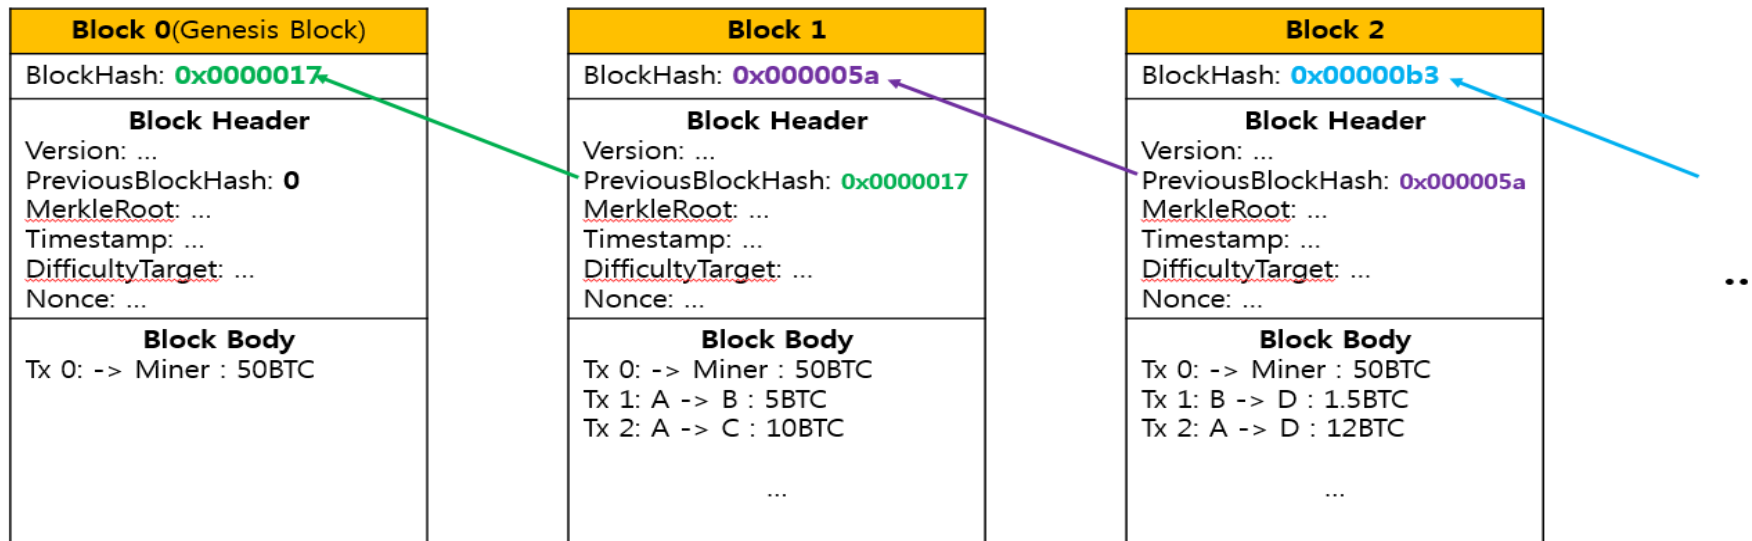 Block 0(Genesis Block)
BlockHash: 0x0000017
Block Header
Version: ...
PreviousBlockHash: 0
MerkleRoot: ...
Timestamp: ...
DifficultyTarget: ...
Nonce: ...
Block Body
Tx 0: -> Miner : 50BTC
Block 1
BlockHash: 0x000005a
Block Header
Version: ...
PreviousBlockHash: 0x0000017
MerkleRoot: ...
Timestamp: ...
DifficultyTarget: ...
Nonce: ...
Block Body
Tx 0: -> Miner : 50BTC
Tx 1: A -> B : 5BTC
Tx 2: A -> C : 10BTC
...
Block 2
BlockHash: 0x00000b3
Block Header
Version: ...
PreviousBlockHash: 0x000005a
MerkleRoot: ...
Timestamp: ...
DifficultyTarget: ...
Nonce: ...
Block Body
Tx 0: -> Miner : 50BTC
Tx 1: B -> D : 1.5BTC
Tx 2: A -> D : 12BTC
...
..